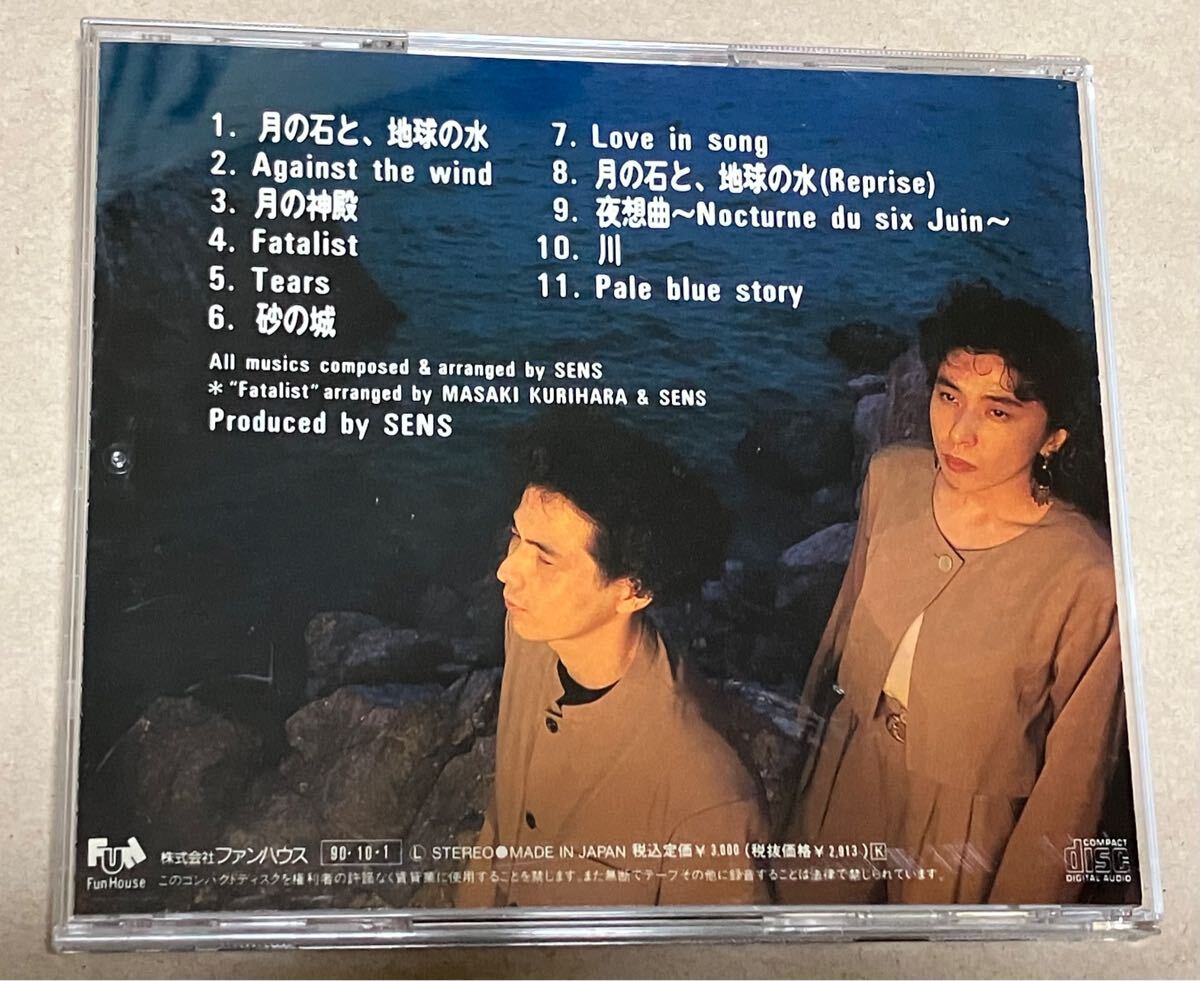 1. 月の石と、地球の水
2. Against the wind
3. 月の神殿
4. Fatalist
5. Tears
6. 砂の城
7. Love in song
8. 月の石と、地球の水(Reprise)
9. 夜想曲〜Nocturne du six Juin〜
10. 川
11. Pale blue story
All musics composed & arranged by SENS
＊"Fatalist" arranged by MASAKI KURIHARA & SENS
Produced by SENS
Fun
Fun House
株式会社ファンハウス 90·10·1 Ⓛ STEREO●MADE IN JAPAN 税込定価¥3,000(税抜価格¥2,913)K
このコンパクトディスクを権利者の許諾なく賃貸業に使用することを禁じます。また無断でテープその他に録音することは法律で禁じられています。
COMPACT
disc
DIGITAL AUDIO